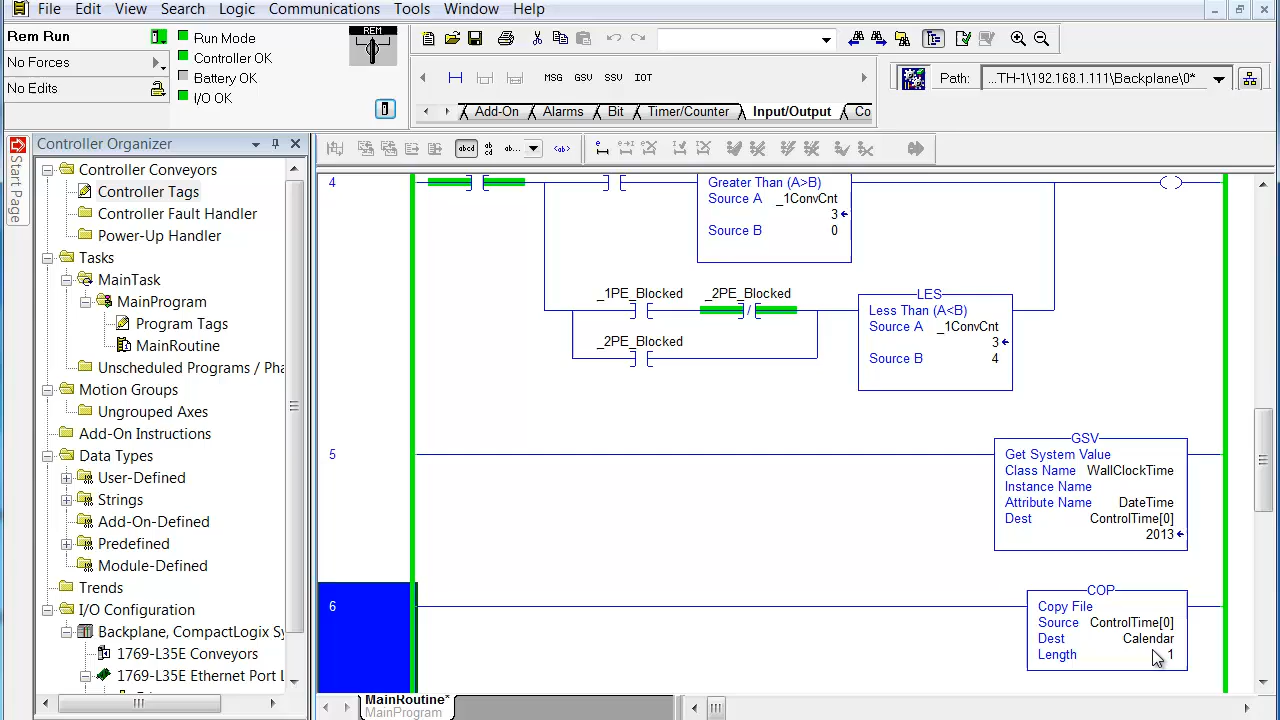 File Edit View Search Logic Communications Tools Window Help
Rem Run
Run Mode
No Forces
Controller OK
Battery OK
No Edits
I/O OK
REM
MSG GSV SSV IOT
Add-On Alarms Bit Timer/Counter Input/Output Co
Path: ...TH-1\192.168.1.111\Backplane\0*
Start Page
Controller Organizer
Controller Conveyors
Controller Tags
Controller Fault Handler
Power-Up Handler
Tasks
MainTask
MainProgram
Program Tags
MainRoutine
Unscheduled Programs / Pha
Motion Groups
Ungrouped Axes
Add-On Instructions
Data Types
User-Defined
Strings
Add-On-Defined
Predefined
Module-Defined
Trends
I/O Configuration
Backplane, CompactLogix Sy
1769-L35E Conveyors
1769-L35E Ethernet Port L
abcd
ab
cd
...
<ab>
4
Greater Than (A>B)
Source A _1ConvCnt
3
Source B 0
_1PE_Blocked
_2PE_Blocked
/
_2PE_Blocked
LES
Less Than (A<B)
Source A _1ConvCnt
3
Source B 4
5
GSV
Get System Value
Class Name WallClockTime
Instance Name
Attribute Name DateTime
Dest ControlTime[0]
2013
6
COP
Copy File
Source ControlTime[0]
Dest Calendar
Length 1
MainRoutine*
MainProgram